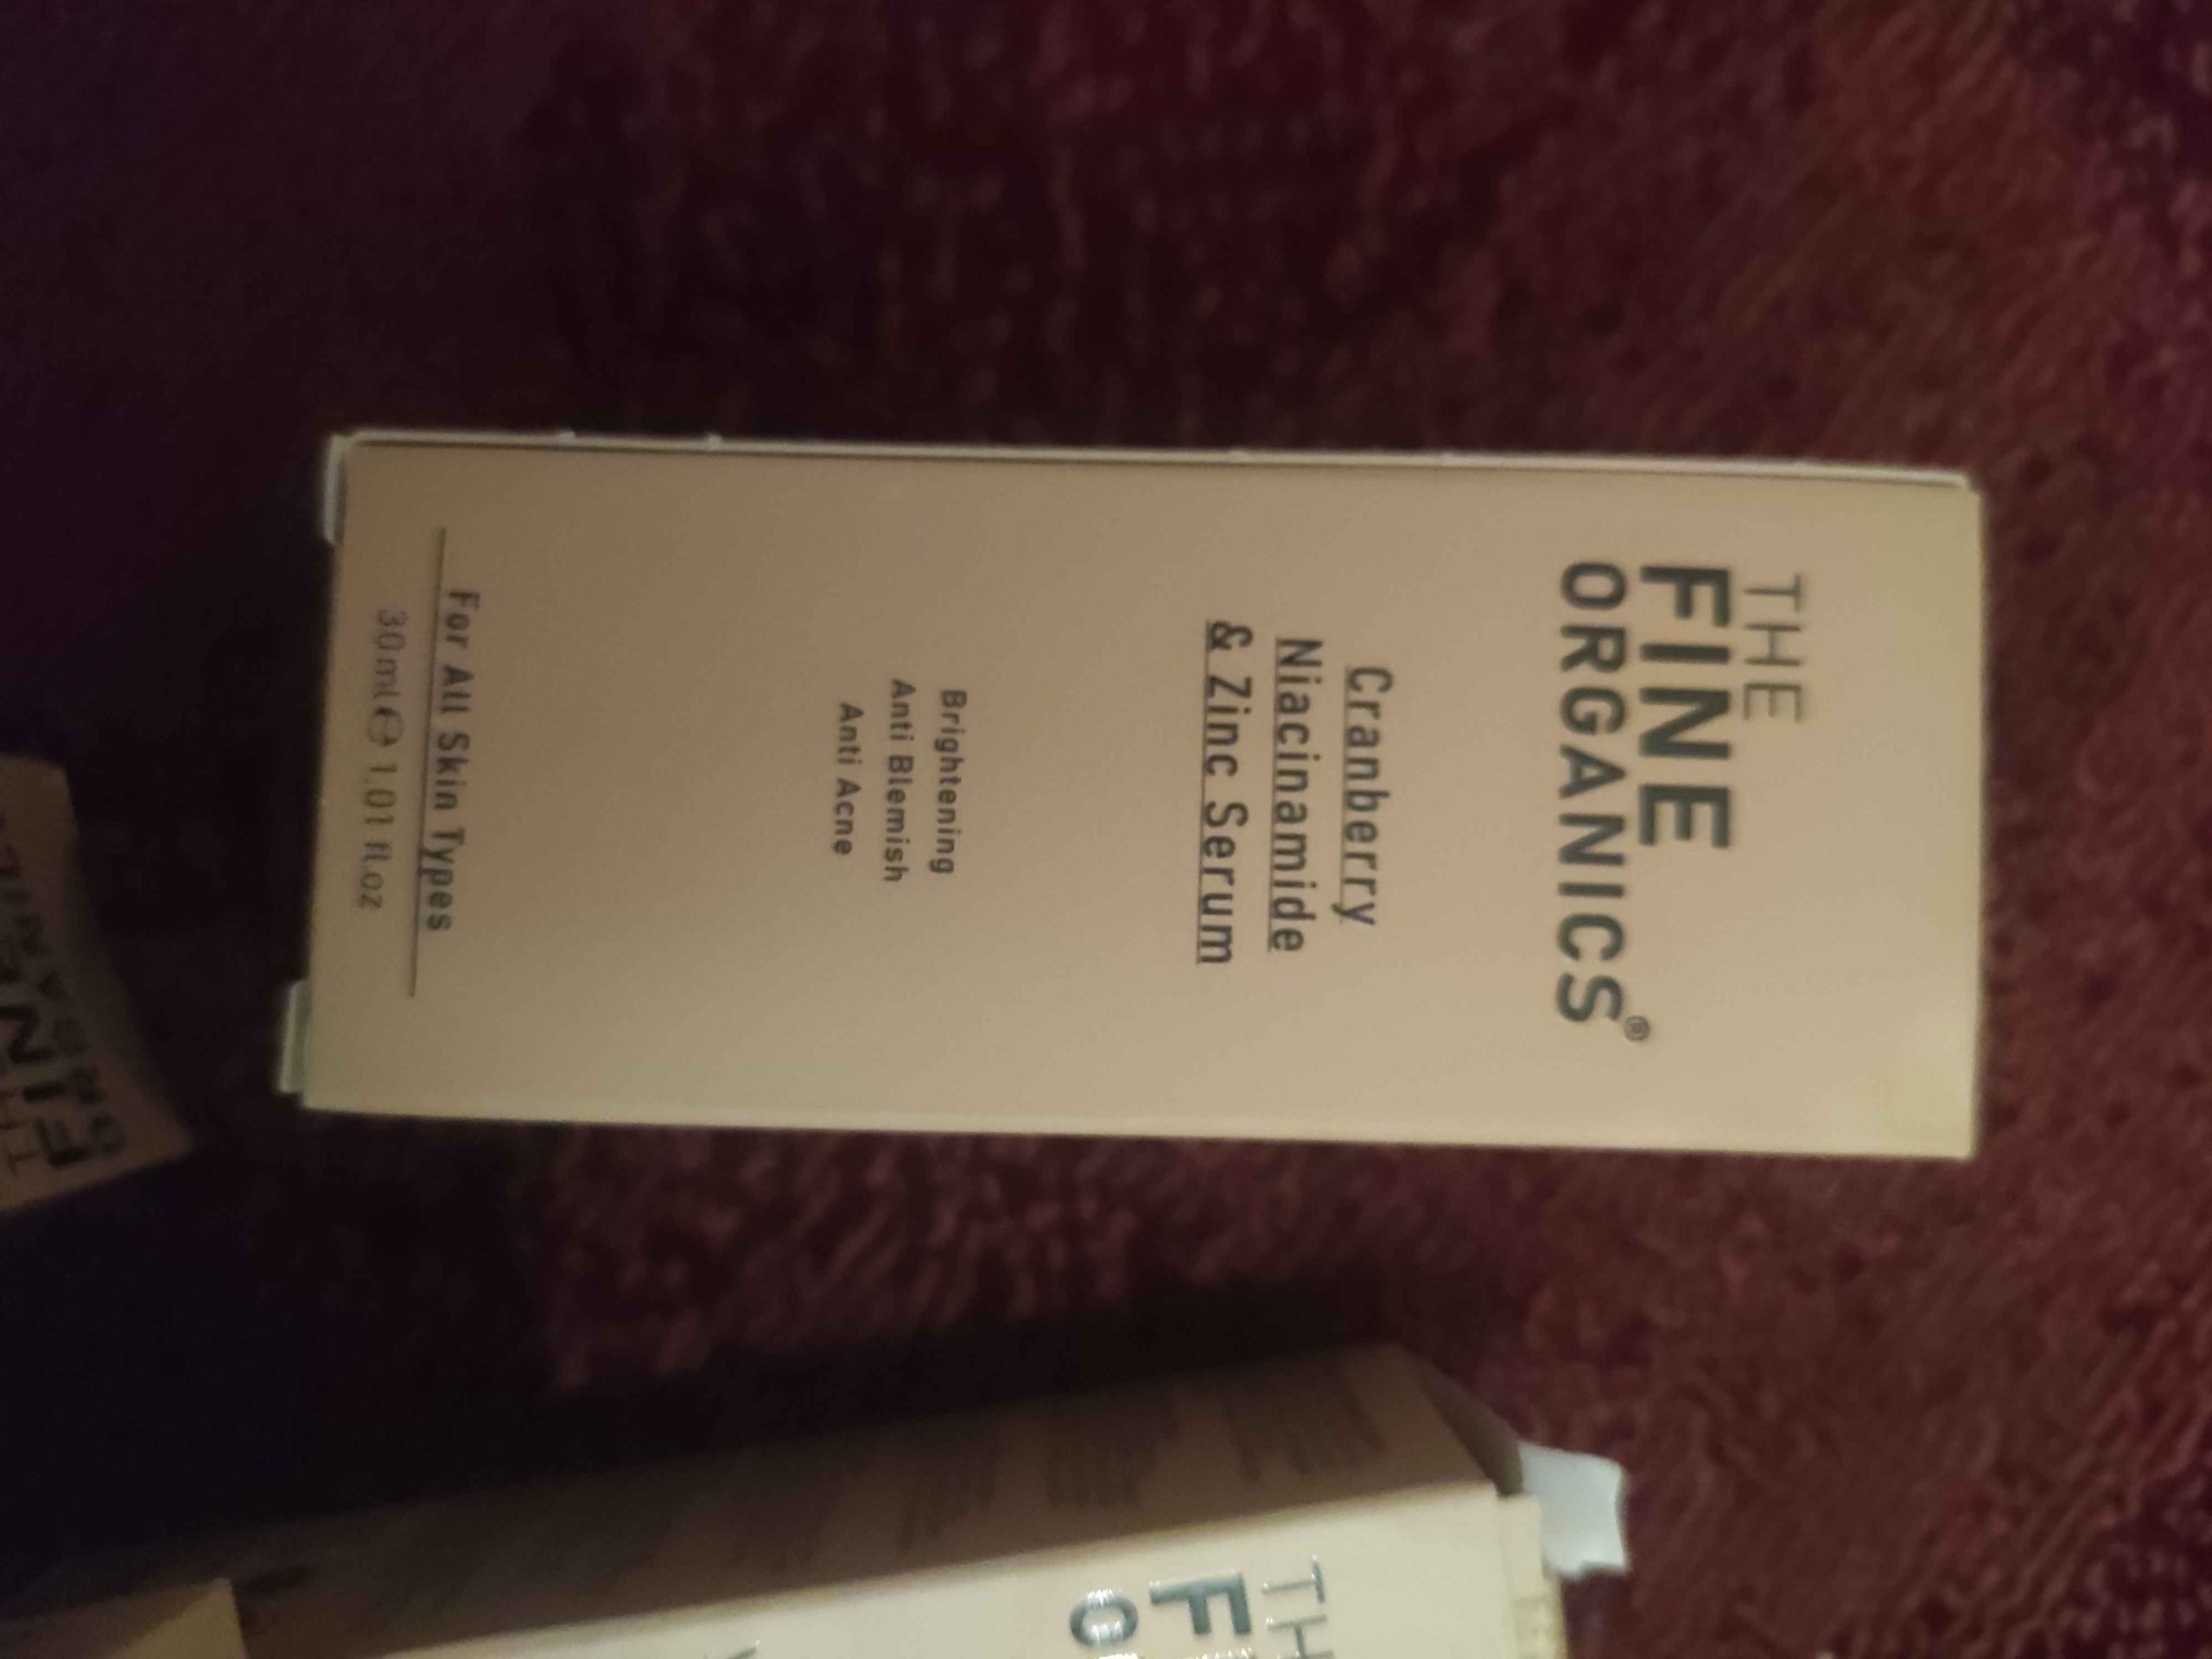 THE
FINE
ORGANICS®
Cranberry
Niacinamide
& Zinc Serum
Brightening
Anti Blemish
Anti Acne
For All Skin Types
30ml℮ 1.01 fl.oz